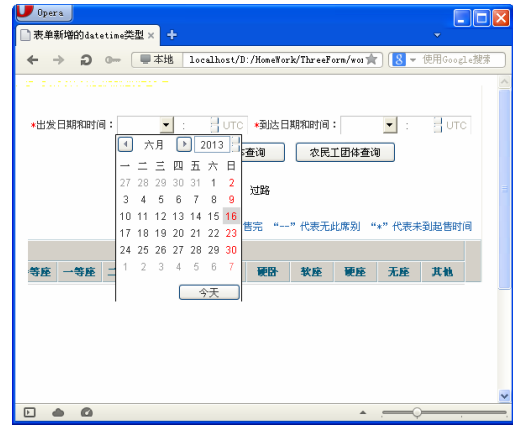 Opera
表单新增的datetime类型
本地 localhost/D:/HomeWork/ThreeForm/wor 使用Google搜索
*出发日期和时间： : UTC *到达日期和时间： : UTC
六月 2013
查询 农民工团体查询
一 二 三 四 五 六 日
27 28 29 30 31 1 2
过路
3 4 5 6 7 8 9
10 11 12 13 14 15 16
售完 “--”代表无此席别 “*”代表未到起售时间
17 18 19 20 21 22 23
24 25 26 27 28 29 30
等座 一等座 硬卧 软座 硬座 无座 其他
1 2 3 4 5 6 7
今天